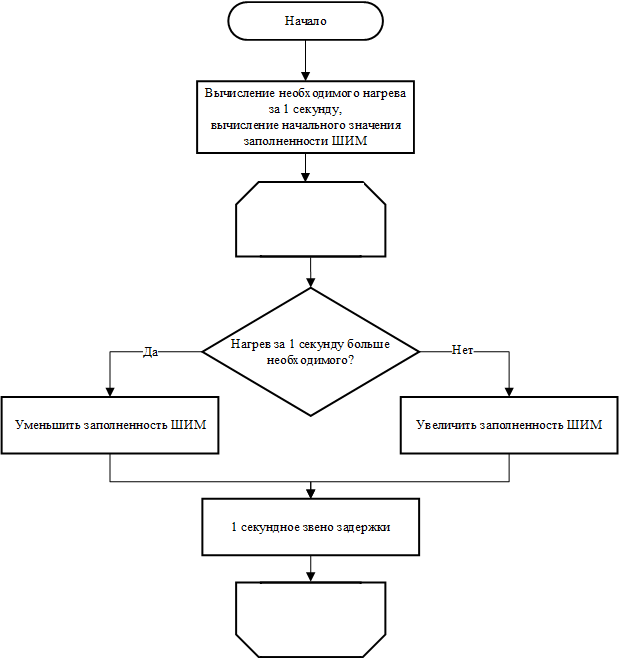 Начало
Вычисление необходимого нагрева
за 1 секунду,
вычисление начального значения
заполненности ШИМ
Нагрев за 1 секунду больше
необходимого?
Да
Нет
Уменьшить заполненность ШИМ
Увеличить заполненность ШИМ
1 секундное звено задержки